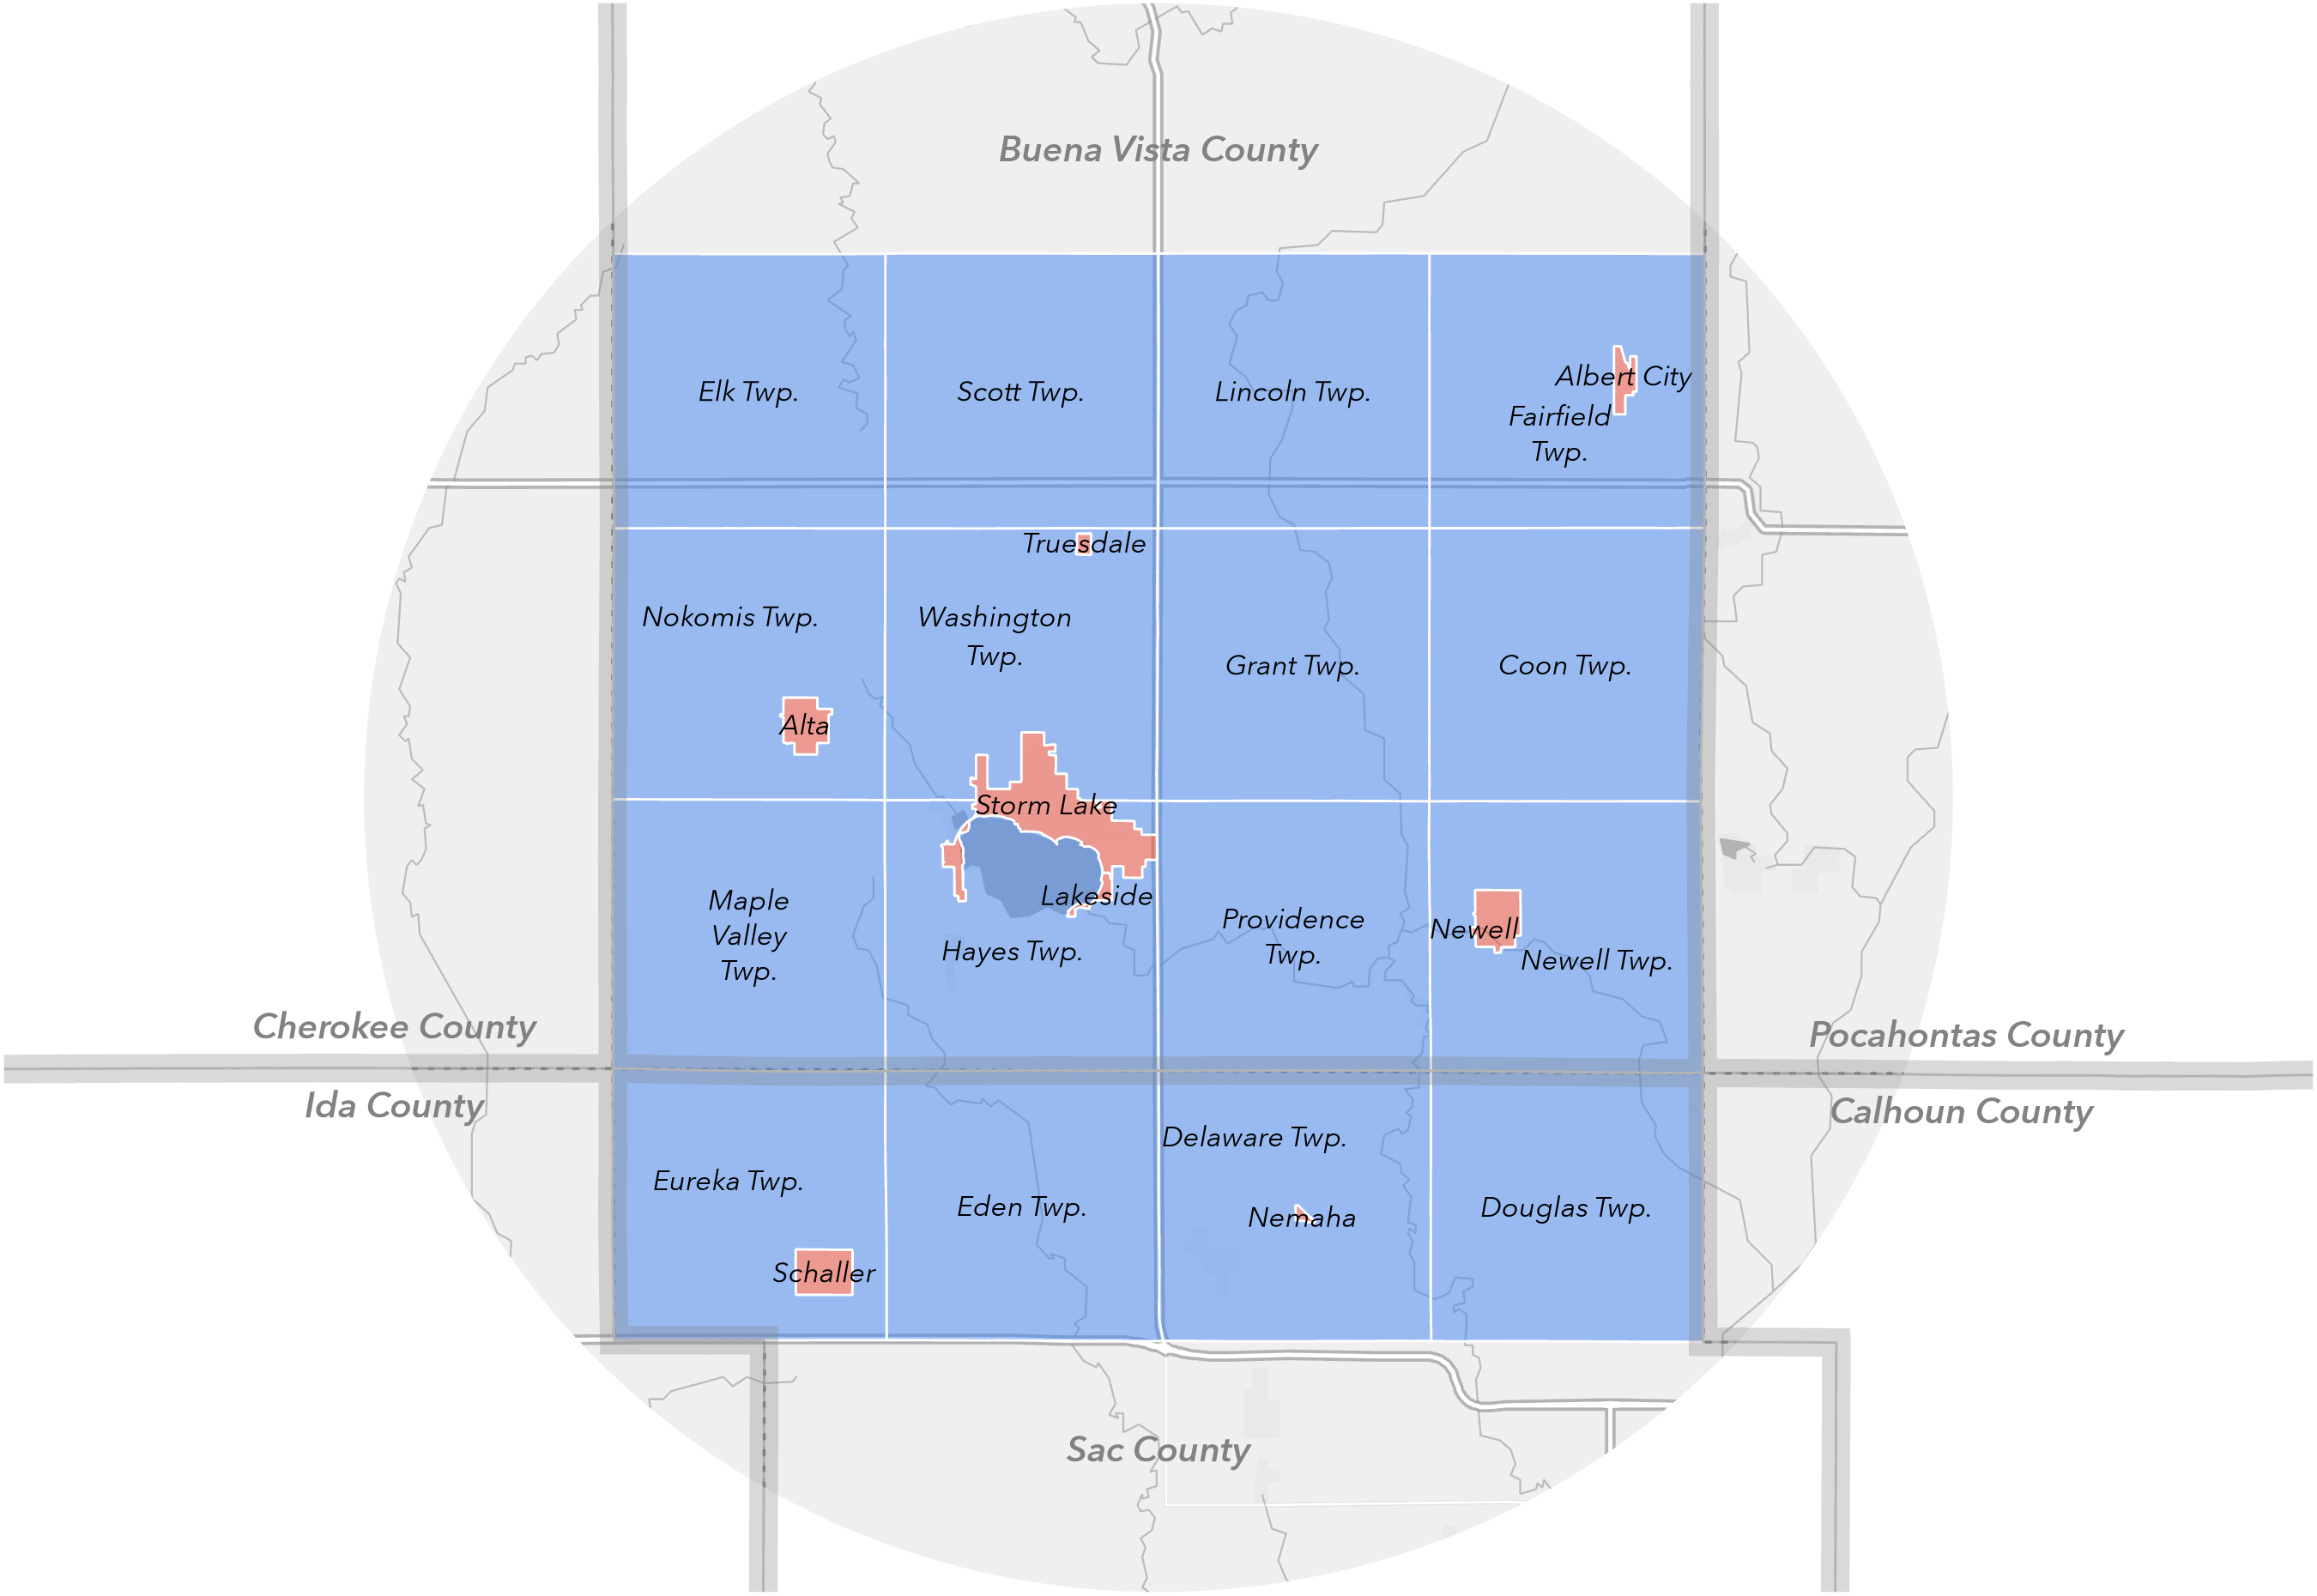 Buena Vista County
Elk Twp.
Scott Twp.
Lincoln Twp.
Albert City
Fairfield
Twp.
Truesdale
Nokomis Twp.
Washington
Twp.
Grant Twp.
Coon Twp.
Alta
Storm Lake
Lakeside
Maple
Valley
Twp.
Hayes Twp.
Providence
Twp.
Newell
Newell Twp.
Cherokee County
Pocahontas County
Ida County
Calhoun County
Delaware Twp.
Eureka Twp.
Eden Twp.
Nemaha
Douglas Twp.
Schaller
Sac County